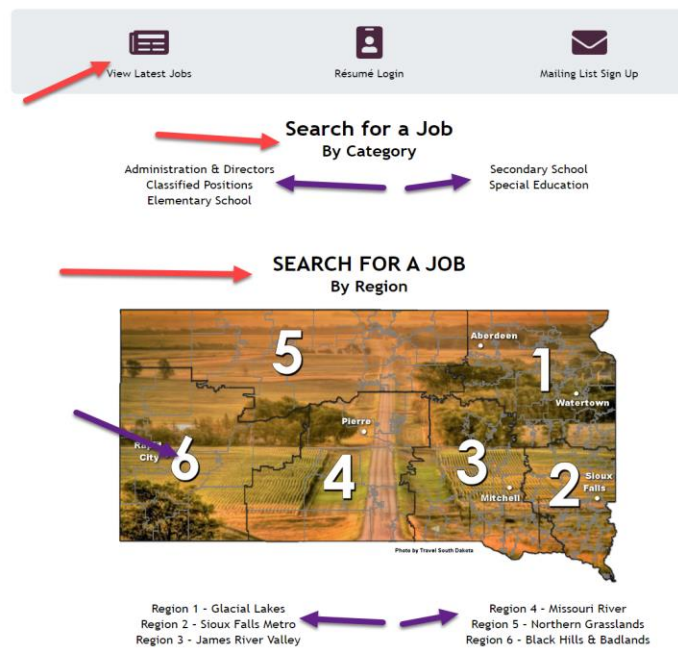 View Latest Jobs
Résumé Login
Mailing List Sign Up
Search for a Job
By Category
Administration & Directors
Classified Positions
Elementary School
Secondary School
Special Education
SEARCH FOR A JOB
By Region
5
Aberdeen
1
Watertown
Pierre
City
6
4
3
Mitchell
2
Sioux
Falls
Photo by Travel South Dakota
Region 1 - Glacial Lakes
Region 2 - Sioux Falls Metro
Region 3 - James River Valley
Region 4 - Missouri River
Region 5 - Northern Grasslands
Region 6 - Black Hills & Badlands